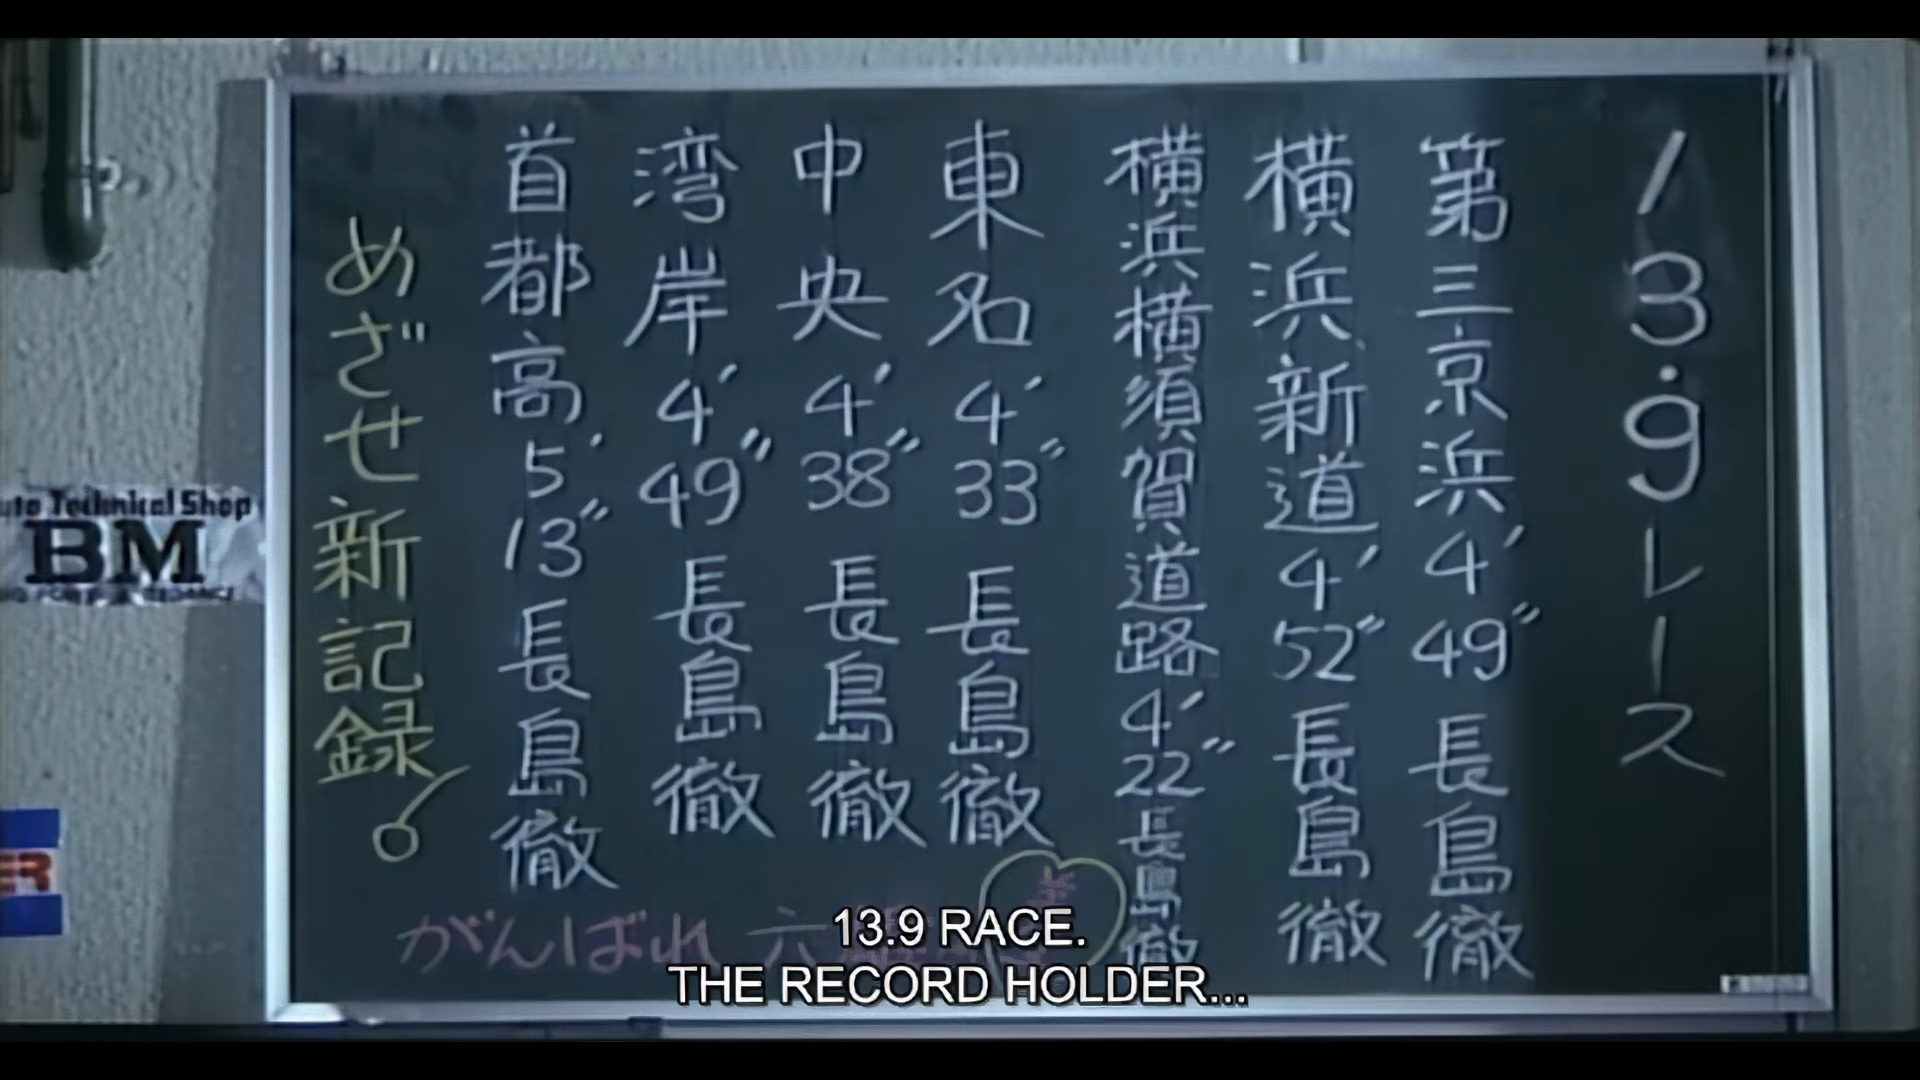 13.9レース
第三京浜 4′49″ 長島徹
横浜新道 4′52″ 長島徹
横浜横須賀道路 4′22″ 長島徹
東名 4′33″ 長島徹
中央 4′38″ 長島徹
湾岸 4′49″ 長島徹
首都高 5′13″ 長島徹
めざせ新記録!
がんばれ 六
Auto Technical Shop
BM
13.9 RACE.
THE RECORD HOLDER...